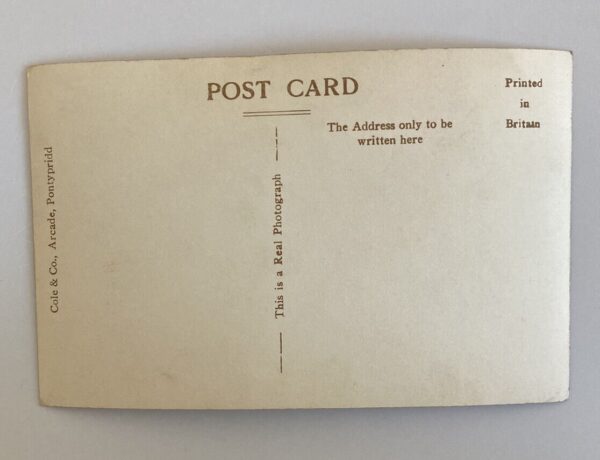 POST CARD
Printed
in
Britain
The Address only to be
written here
This is a Real Photograph
Cole & Co., Arcade, Pontypridd